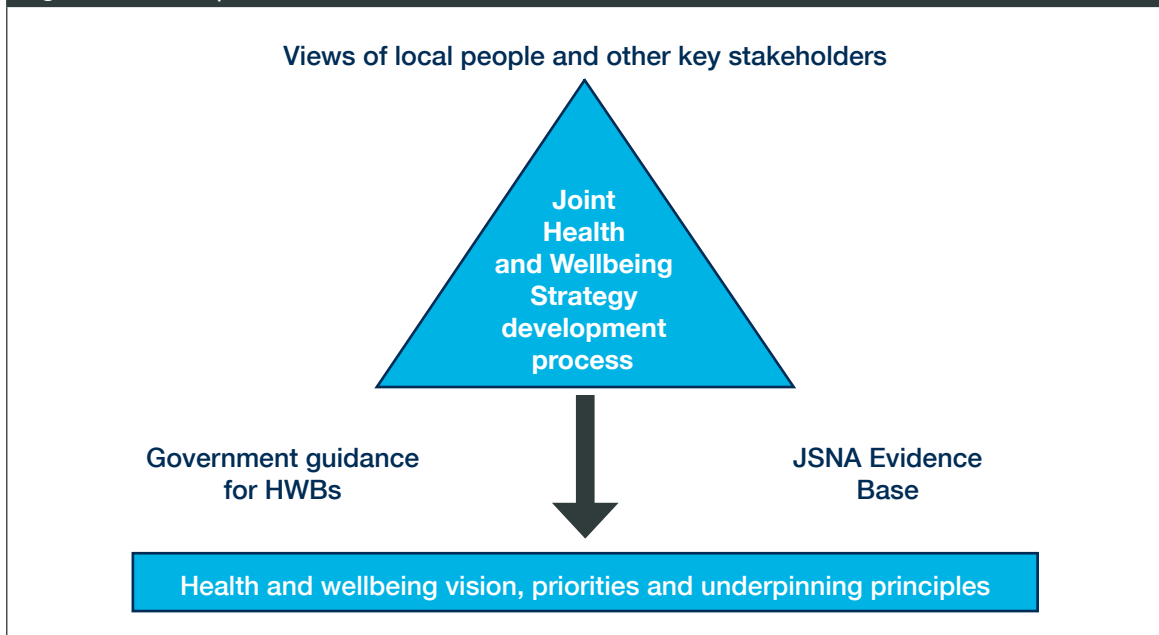 Views of local people and other key stakeholders
Joint
Health
and Wellbeing
Strategy
development
process
Government guidance
for HWBs
JSNA Evidence
Base
Health and wellbeing vision, priorities and underpinning principles